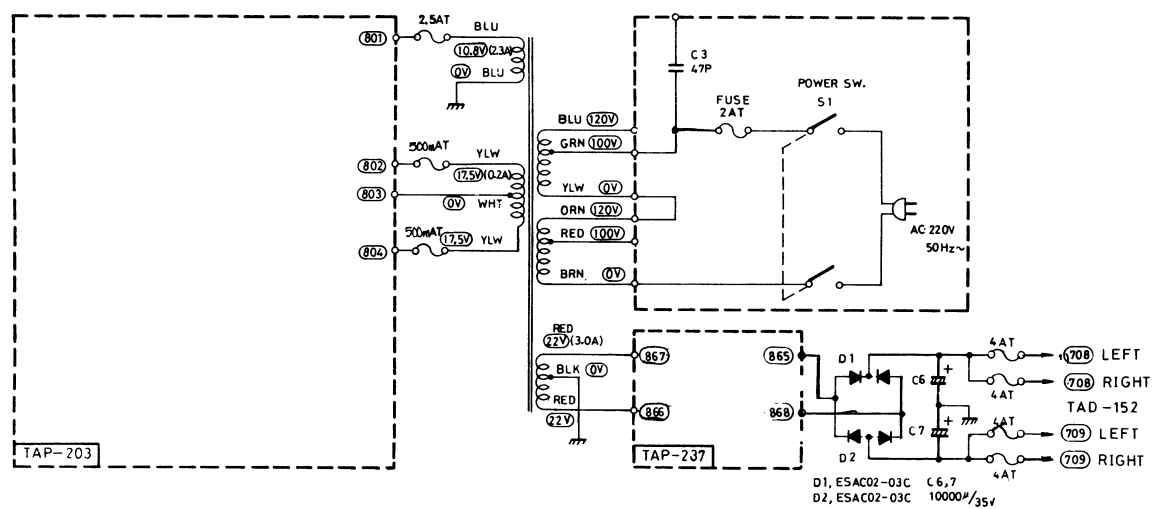 801
2.5AT
BLU
10.8V (2.3A)
0V BLU
C3
47P
FUSE
2AT
POWER SW.
S1
BLU 120V
GRN 100V
YLW 0V
ORN 120V
RED 100V
BRN 0V
AC 220V
50Hz~
802
500mAT
YLW
17.5V (0.2A)
803
0V WHT
500mAT
17.5V YLW
804
RED
22V (3.0A)
BLK 0V
RED
22V
867
865
866
868
D1
D2
C6 +
C7 +
4AT
708 LEFT
708 RIGHT
4AT
TAD-152
4AT
709 LEFT
709 RIGHT
4AT
TAP-203
TAP-237
D1, ESAC02-03C C6,7
D2, ESAC02-03C 10000μ/35V